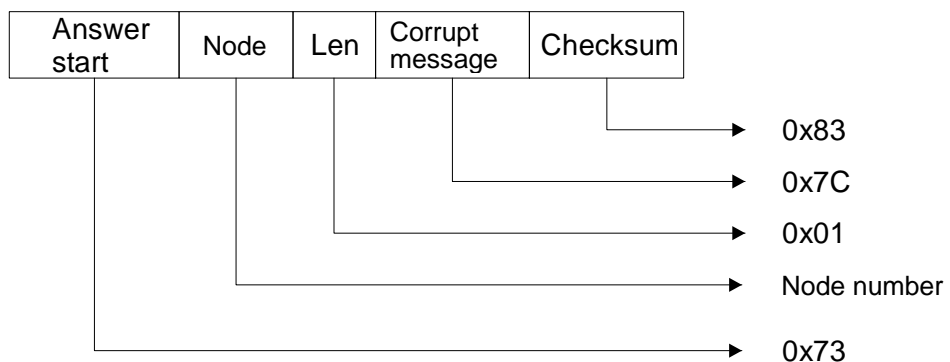 Answer
start
Node
Len
Corrupt
message
Checksum
0x83
0x7C
0x01
Node number
0x73